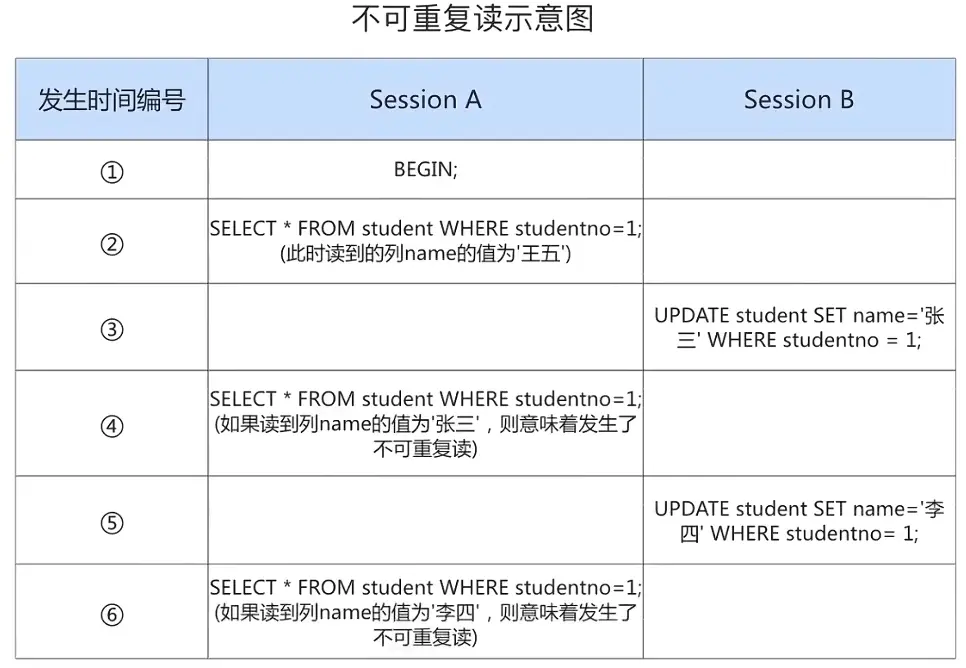 不可重复读示意图
发生时间编号
Session A
Session B
①
BEGIN;
②
SELECT * FROM student WHERE studentno=1;
(此时读到的列name的值为'王五')
③
UPDATE student SET name='张
三' WHERE studentno = 1;
④
SELECT * FROM student WHERE studentno=1;
(如果读到列name的值为'张三'，则意味着发生了
不可重复读)
⑤
UPDATE student SET name='李
四' WHERE studentno= 1;
⑥
SELECT * FROM student WHERE studentno=1;
(如果读到列name的值为'李四'，则意味着发生了
不可重复读)